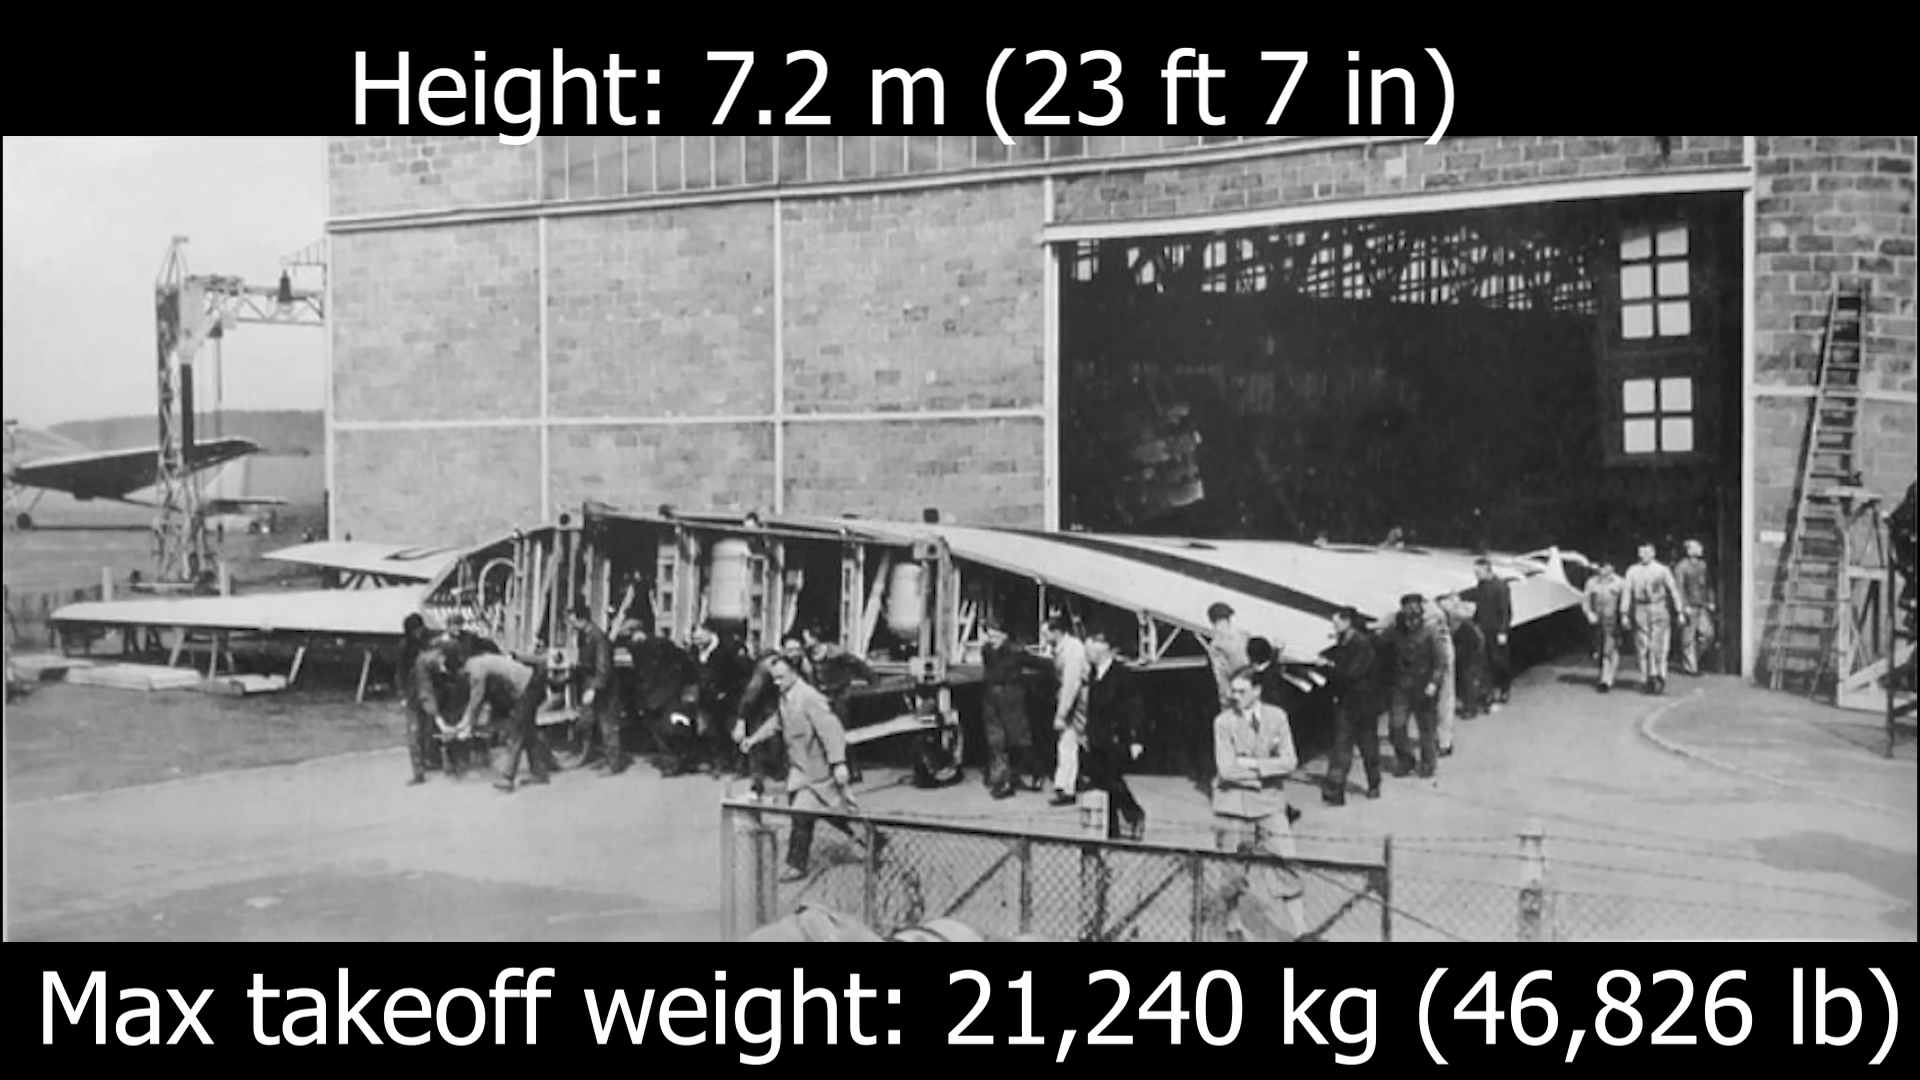 Height: 7.2 m (23 ft 7 in)
Max takeoff weight: 21,240 kg (46,826 lb)